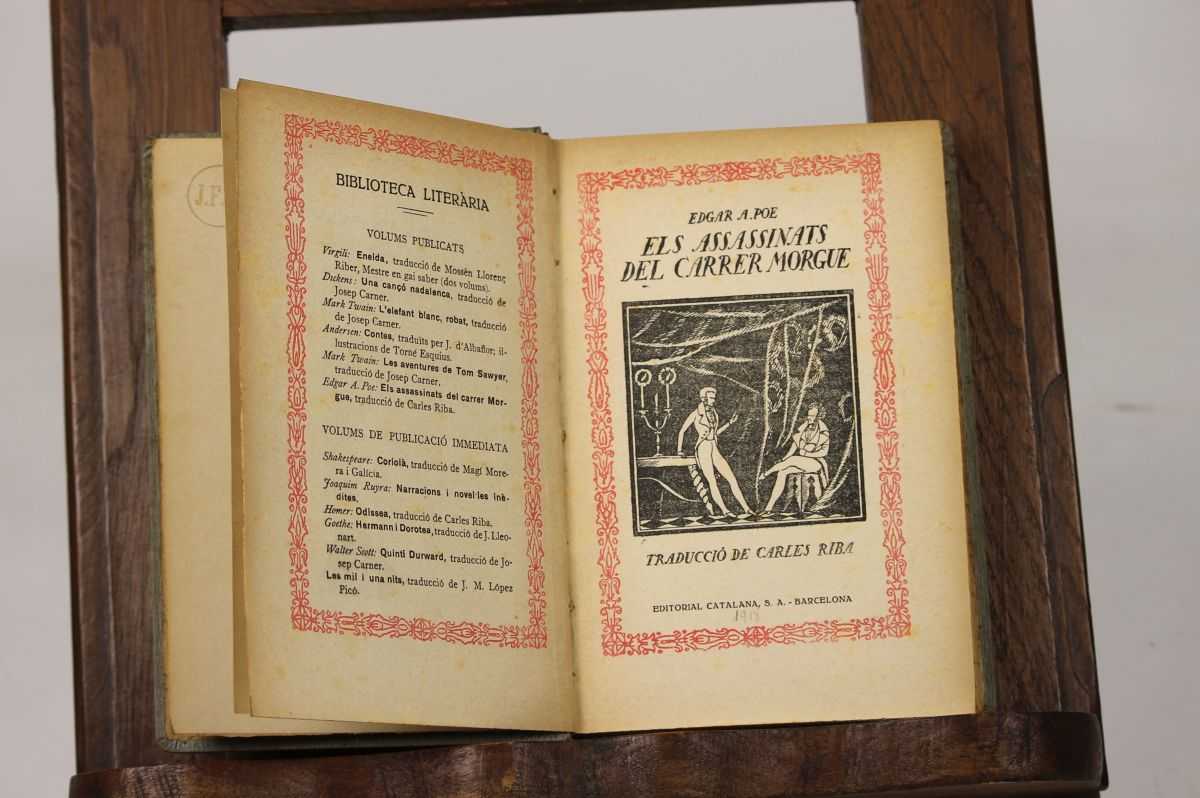 J.F.
BIBLIOTECA LITERÀRIA
VOLUMS PUBLICATS
Virgili: Eneida, traducció de Mossèn Llorenç
Riber, Mestre en gai saber (dos volums).
Dickens: Una cançó nadalenca, traducció de
Josep Carner.
Mark Twain: L'elefant blanc, robat, traducció
de Josep Carner.
Andersen: Contes, traduïts per J. d'Albaflor; il-
lustracions de Torné Esquius.
Mark Twain: Les aventures de Tom Sawyer,
traducció de Josep Carner.
Edgar A. Poe: Els assassinats del carrer Mor-
gue, traducció de Carles Riba.
VOLUMS DE PUBLICACIÓ IMMEDIATA
Shakespeare: Coriolà, traducció de Magí More-
ra i Galícia.
Joaquim Ruyra: Narracions i novel·les inè-
dites.
Homer: Odissea, traducció de Carles Riba.
Goethe: Hermann i Dorotea, traducció de J. Lleo-
nart.
Walter Scott: Quintí Durward, traducció de Jo-
sep Carner.
Les mil i una nits, traducció de J. M. López
Picó.
EDGAR A. POE
ELS ASSASSINATS
DEL CARRER MORGUE
TRADUCCIÓ DE CARLES RIBA
EDITORIAL CATALANA, S. A. - BARCELONA